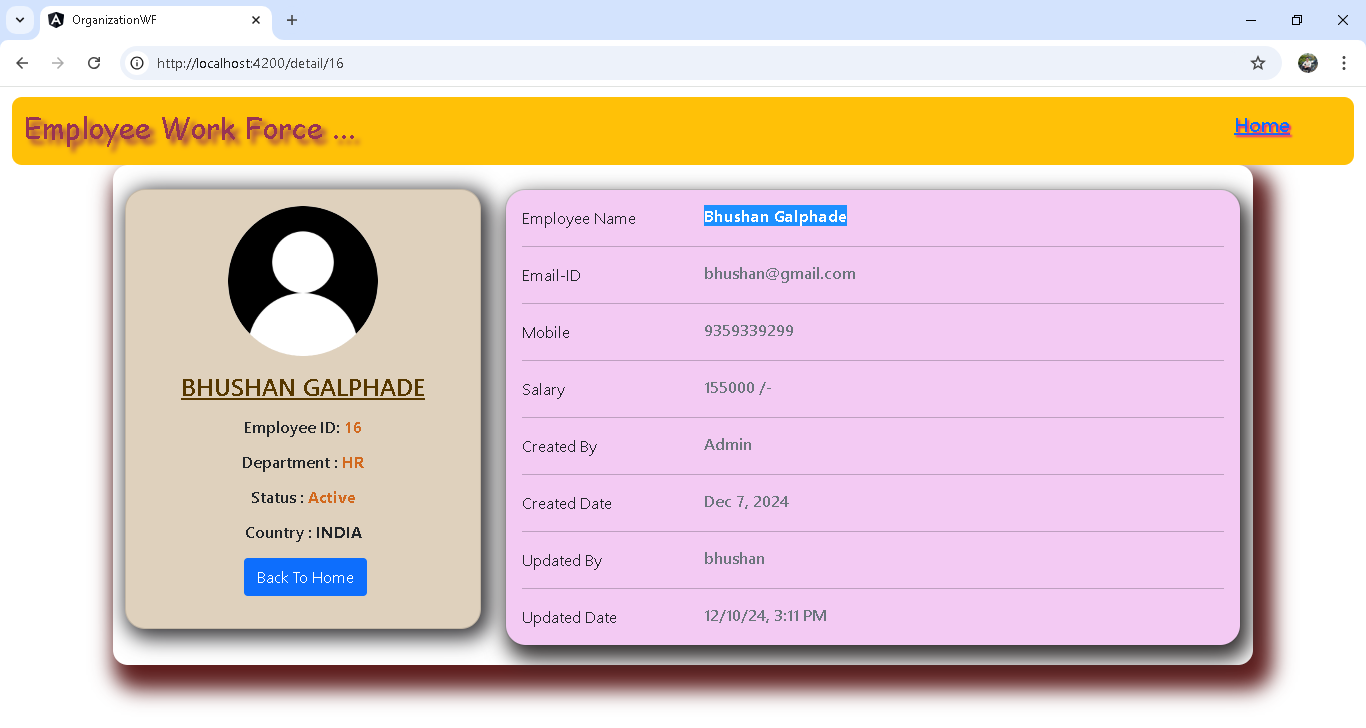 OrganizationWF
http://localhost:4200/detail/16
Employee Work Force ...
Home
BHUSHAN GALPHADE
Employee ID: 16
Department : HR
Status : Active
Country : INDIA
Back To Home
Employee Name Bhushan Galphade
Email-ID bhushan@gmail.com
Mobile 9359339299
Salary 155000 /-
Created By Admin
Created Date Dec 7, 2024
Updated By bhushan
Updated Date 12/10/24, 3:11 PM